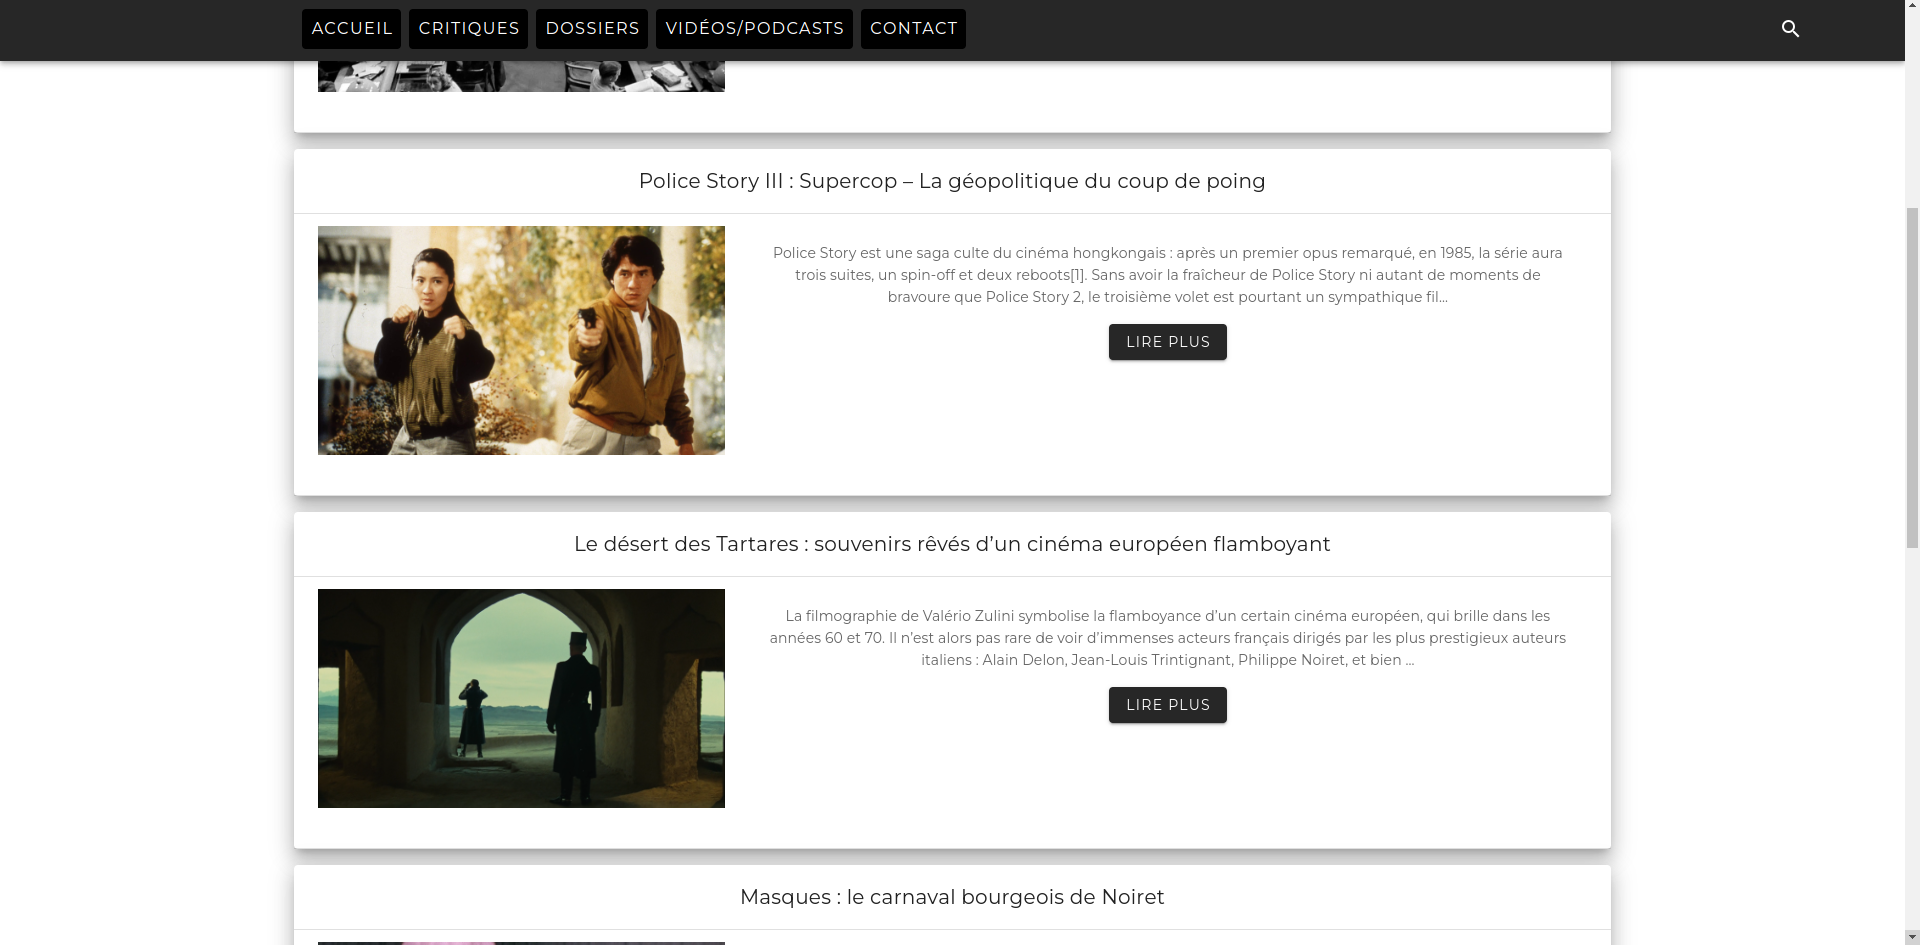 ACCUEIL CRITIQUES DOSSIERS VIDÉOS/PODCASTS CONTACT
Police Story III : Supercop – La géopolitique du coup de poing
Police Story est une saga culte du cinéma hongkongais : après un premier opus remarqué, en 1985, la série aura
trois suites, un spin-off et deux reboots[1]. Sans avoir la fraîcheur de Police Story ni autant de moments de
bravoure que Police Story 2, le troisième volet est pourtant un sympathique fil...
LIRE PLUS
Le désert des Tartares : souvenirs rêvés d’un cinéma européen flamboyant
La filmographie de Valério Zulini symbolise la flamboyance d’un certain cinéma européen, qui brille dans les
années 60 et 70. Il n’est alors pas rare de voir d’immenses acteurs français dirigés par les plus prestigieux auteurs
italiens : Alain Delon, Jean-Louis Trintignant, Philippe Noiret, et bien ...
LIRE PLUS
Masques : le carnaval bourgeois de Noiret